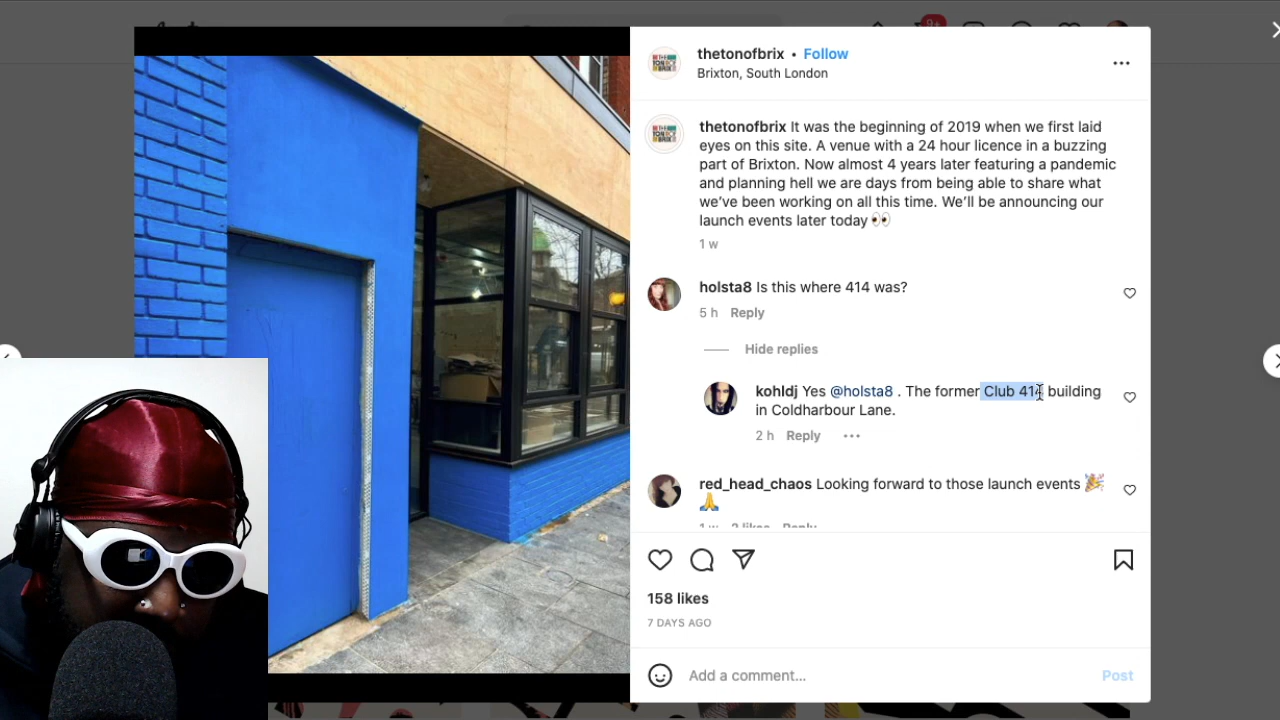 9+
thetonofbrix • Follow
Brixton, South London
thetonofbrix It was the beginning of 2019 when we first laid
eyes on this site. A venue with a 24 hour licence in a buzzing
part of Brixton. Now almost 4 years later featuring a pandemic
and planning hell we are days from being able to share what
we've been working on all this time. We'll be announcing our
launch events later today 👀
1 w
holsta8 Is this where 414 was?
5 h Reply
Hide replies
kohldj Yes @holsta8 . The former Club 414 building
in Coldharbour Lane.
2 h Reply
red_head_chaos Looking forward to those launch events 🎉
🙏
1 w 2 likes Reply
158 likes
7 DAYS AGO
Add a comment... Post